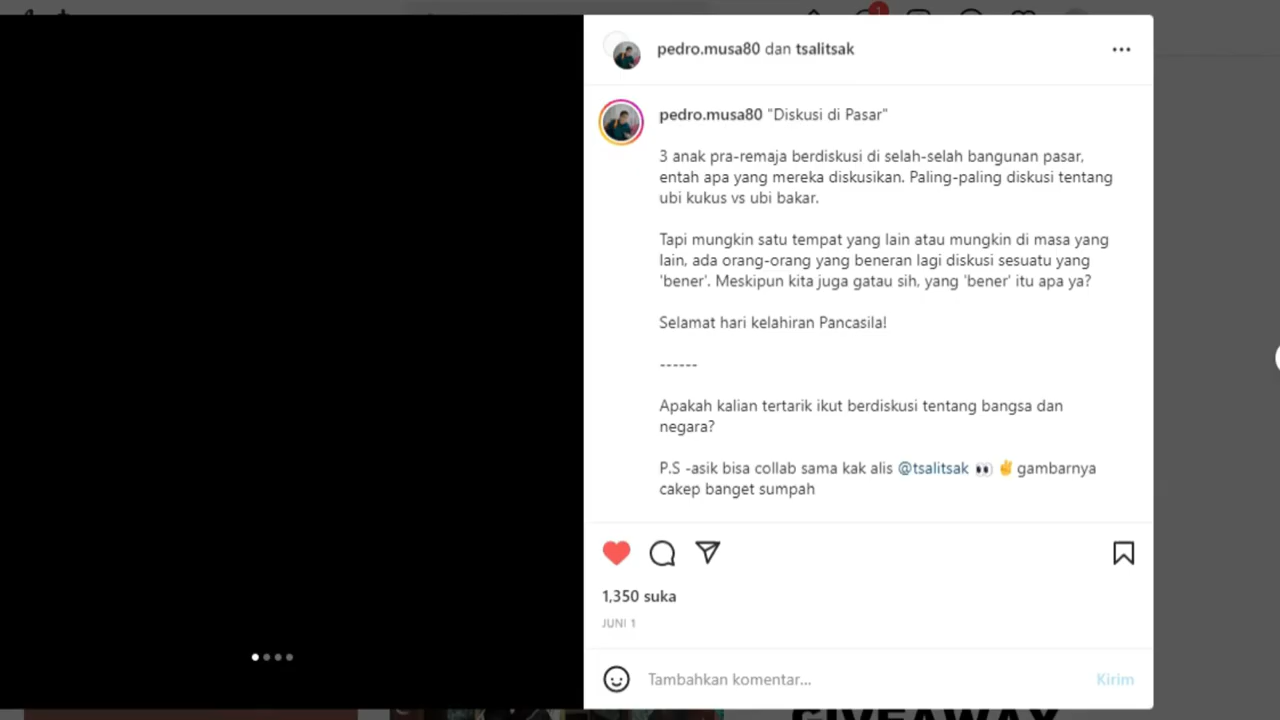 1
pedro.musa80 dan tsalitsak
pedro.musa80 "Diskusi di Pasar"
3 anak pra-remaja berdiskusi di selah-selah bangunan pasar,
entah apa yang mereka diskusikan. Paling-paling diskusi tentang
ubi kukus vs ubi bakar.
Tapi mungkin satu tempat yang lain atau mungkin di masa yang
lain, ada orang-orang yang beneran lagi diskusi sesuatu yang
'bener'. Meskipun kita juga gatau sih, yang 'bener' itu apa ya?
Selamat hari kelahiran Pancasila!
------
Apakah kalian tertarik ikut berdiskusi tentang bangsa dan
negara?
P.S -asik bisa collab sama kak alis @tsalitsak 👀 ✌ gambarnya
cakep banget sumpah
1,350 suka
JUNI 1
Tambahkan komentar...
Kirim
GIVEAWAY